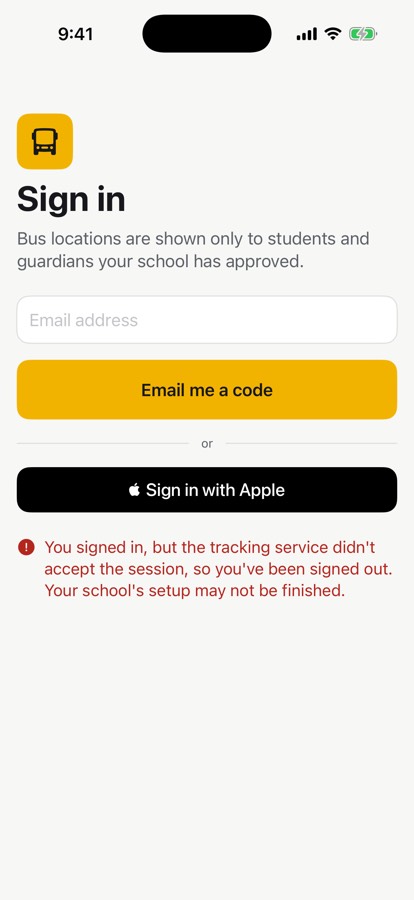 9:41
Sign in
Bus locations are shown only to students and
guardians your school has approved.
Email address
Email me a code
or
Sign in with Apple
You signed in, but the tracking service didn't
accept the session, so you've been signed out.
Your school's setup may not be finished.